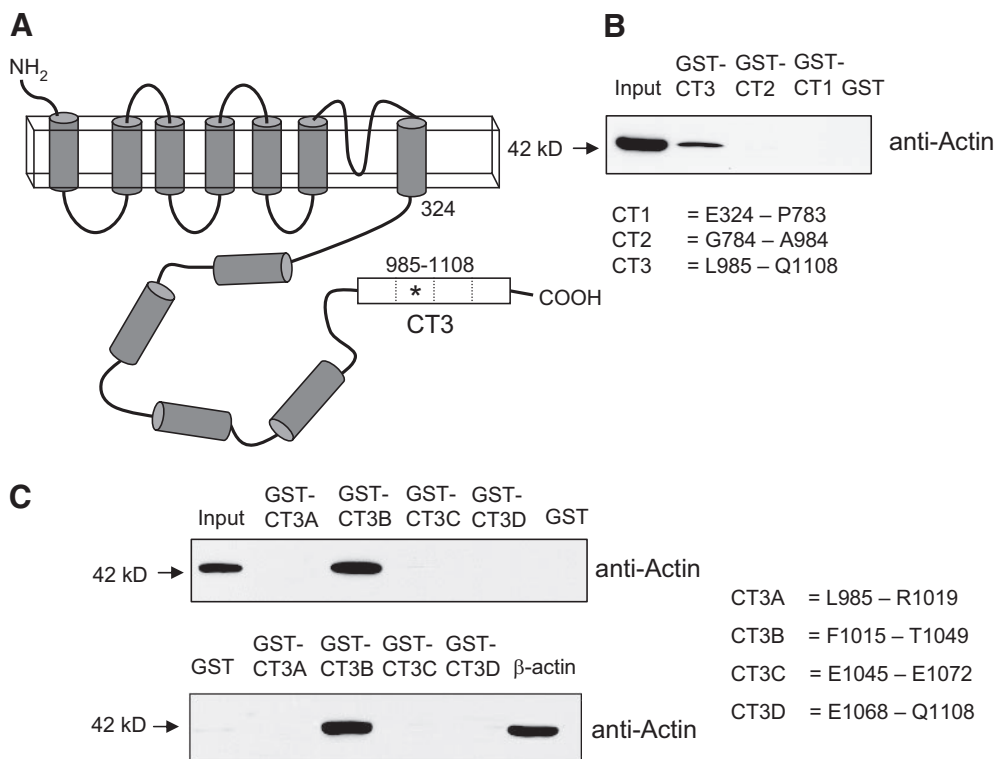 A
NH2
324
985-1108
*
CT3
COOH
B
Input GST-CT3 GST-CT2 GST-CT1 GST
42 kD
anti-Actin
CT1 = E324 – P783
CT2 = G784 – A984
CT3 = L985 – Q1108
C
Input GST-CT3A GST-CT3B GST-CT3C GST-CT3D GST
42 kD
anti-Actin
GST GST-CT3A GST-CT3B GST-CT3C GST-CT3D β-actin
42 kD
anti-Actin
CT3A = L985 – R1019
CT3B = F1015 – T1049
CT3C = E1045 – E1072
CT3D = E1068 – Q1108